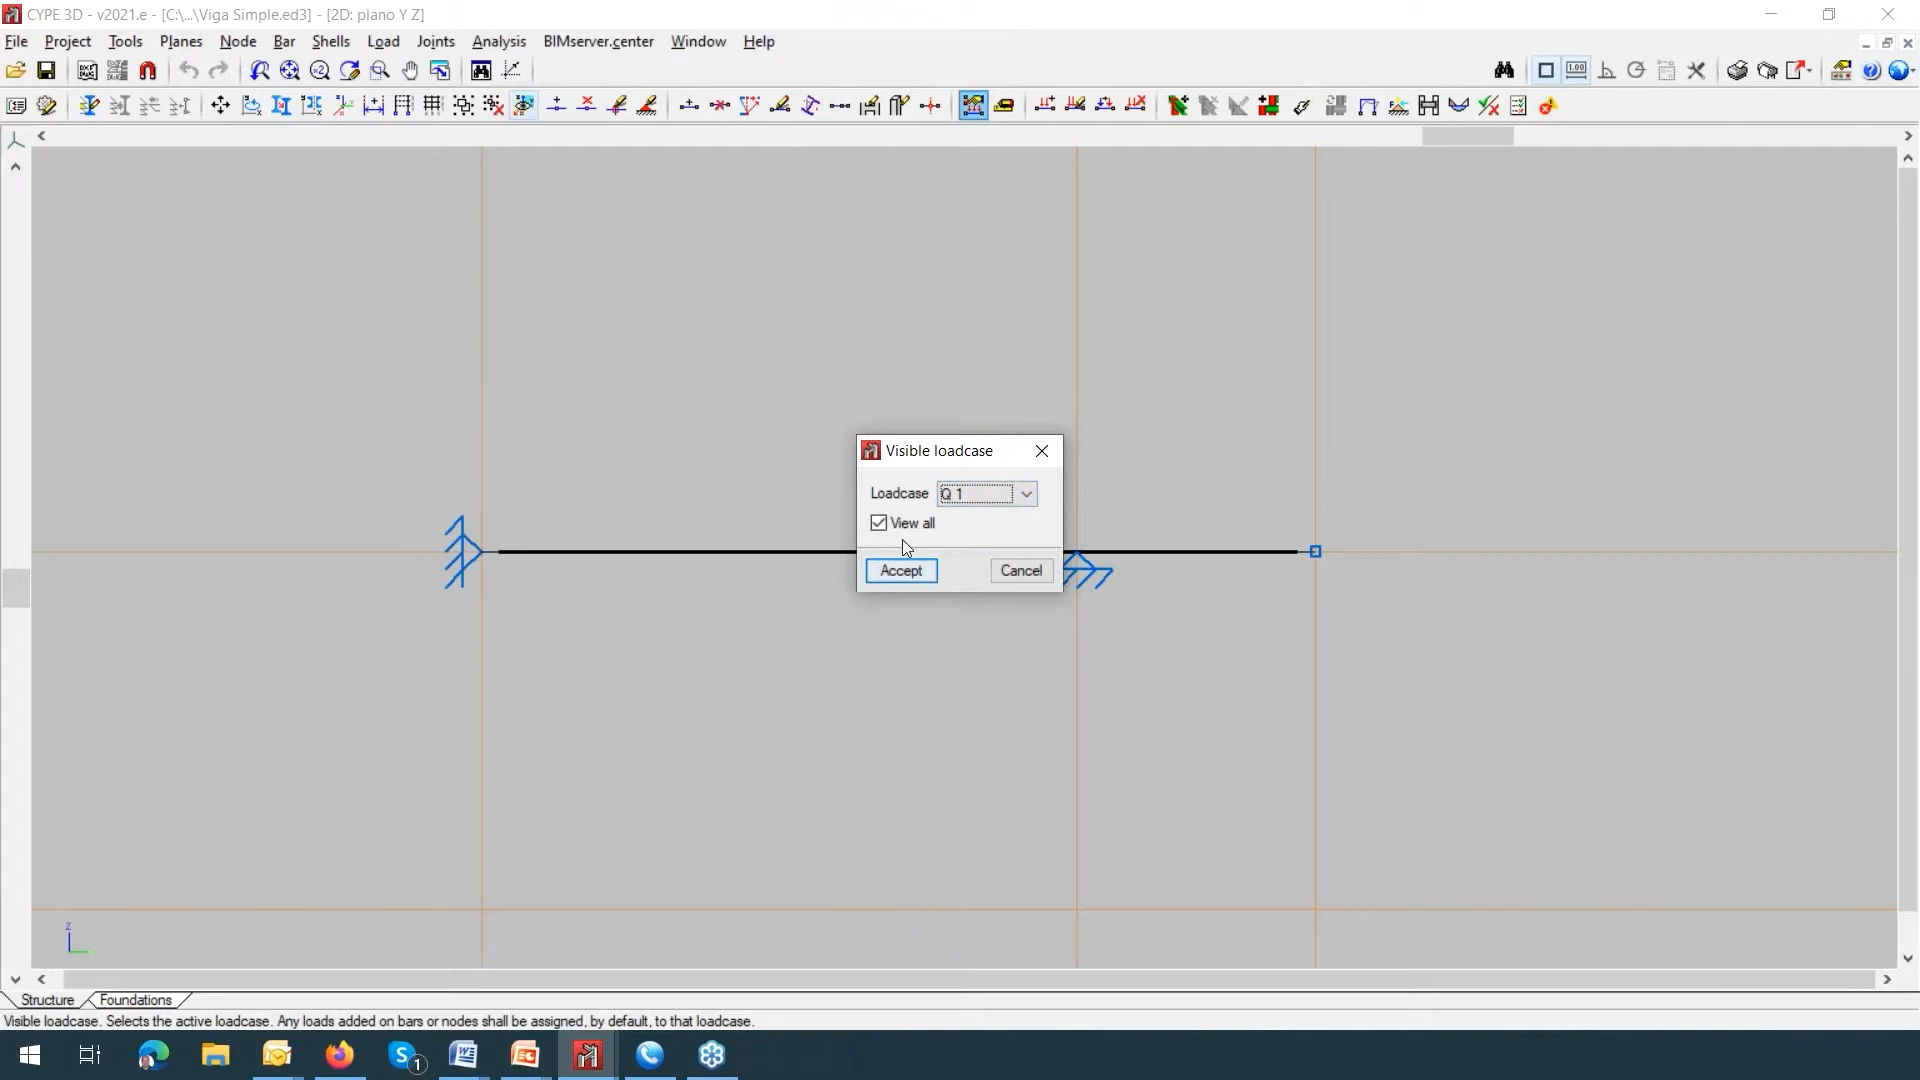 CYPE 3D - v2021.e - [C:\...\Viga Simple.ed3] - [2D: plano Y Z]
File Project Tools Planes Node Bar Shells Load Joints Analysis BIMserver.center Window Help
Visible loadcase
Loadcase Q 1
View all
Accept Cancel
z
Structure Foundations
Visible loadcase. Selects the active loadcase. Any loads added on bars or nodes shall be assigned, by default, to that loadcase.
1